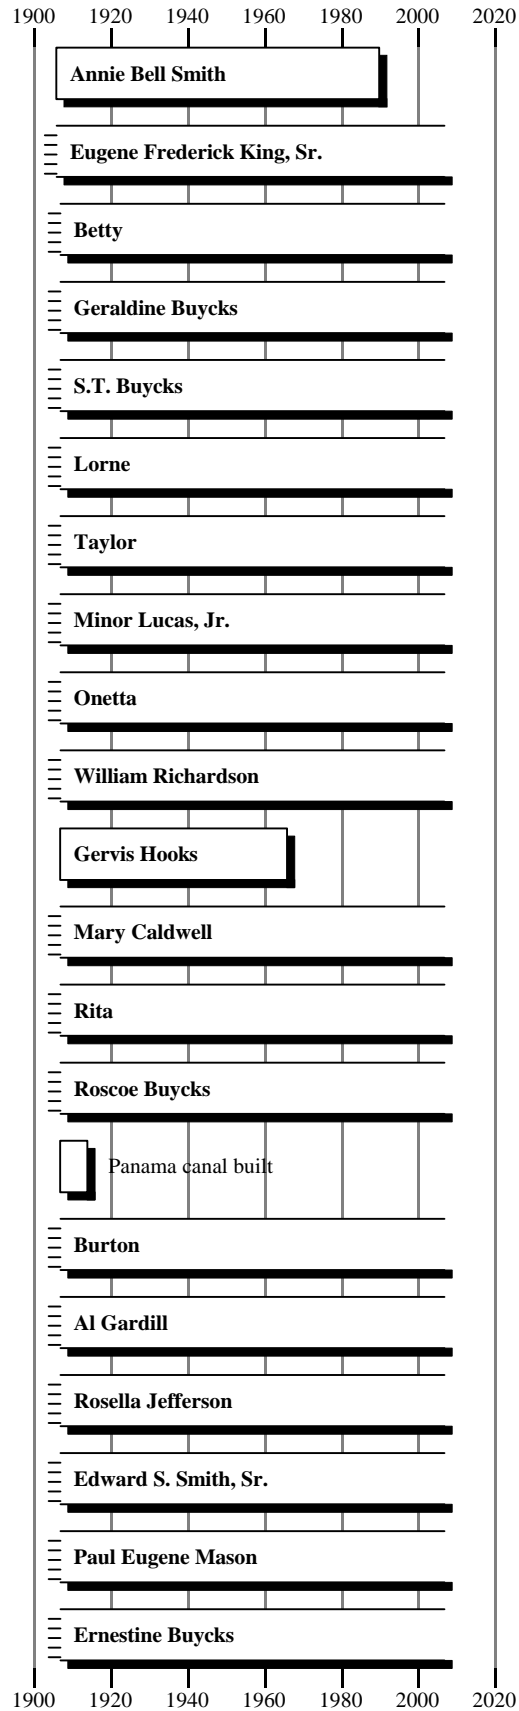 1900 1920 1940 1960 1980 2000 2020
Annie Bell Smith
Eugene Frederick King, Sr.
Betty
Geraldine Buycks
S.T. Buycks
Lorne
Taylor
Minor Lucas, Jr.
Onetta
William Richardson
Gervis Hooks
Mary Caldwell
Rita
Roscoe Buycks
Panama canal built
Burton
Al Gardill
Rosella Jefferson
Edward S. Smith, Sr.
Paul Eugene Mason
Ernestine Buycks
1900 1920 1940 1960 1980 2000 2020